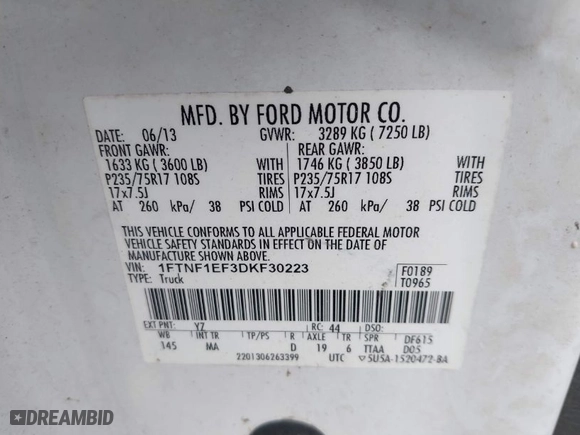 MFD. BY FORD MOTOR CO.
DATE: 06/13 GVWR: 3289 KG ( 7250 LB)
FRONT GAWR: REAR GAWR:
1633 KG ( 3600 LB) WITH 1746 KG ( 3850 LB) WITH
P235/75R17 108S TIRES P235/75R17 108S TIRES
17x7.5J RIMS 17x7.5J RIMS
AT 260 kPa/ 38 PSI COLD AT 260 kPa/ 38 PSI COLD
THIS VEHICLE CONFORMS TO ALL APPLICABLE FEDERAL MOTOR
VEHICLE SAFETY STANDARDS IN EFFECT ON THE DATE OF
MANUFACTURE SHOWN ABOVE.
VIN: 1FTNF1EF3DKF30223 F0189
TYPE: Truck T0965
EXT PNT: YZ RC: 44 DSO:
WB INT TR TP/PS R AXLE TR SPR DF615
145 MA D 19 6 TTAA D05
2201306263399 UTC ▽5U5A-1520472-BA
DREAMBID